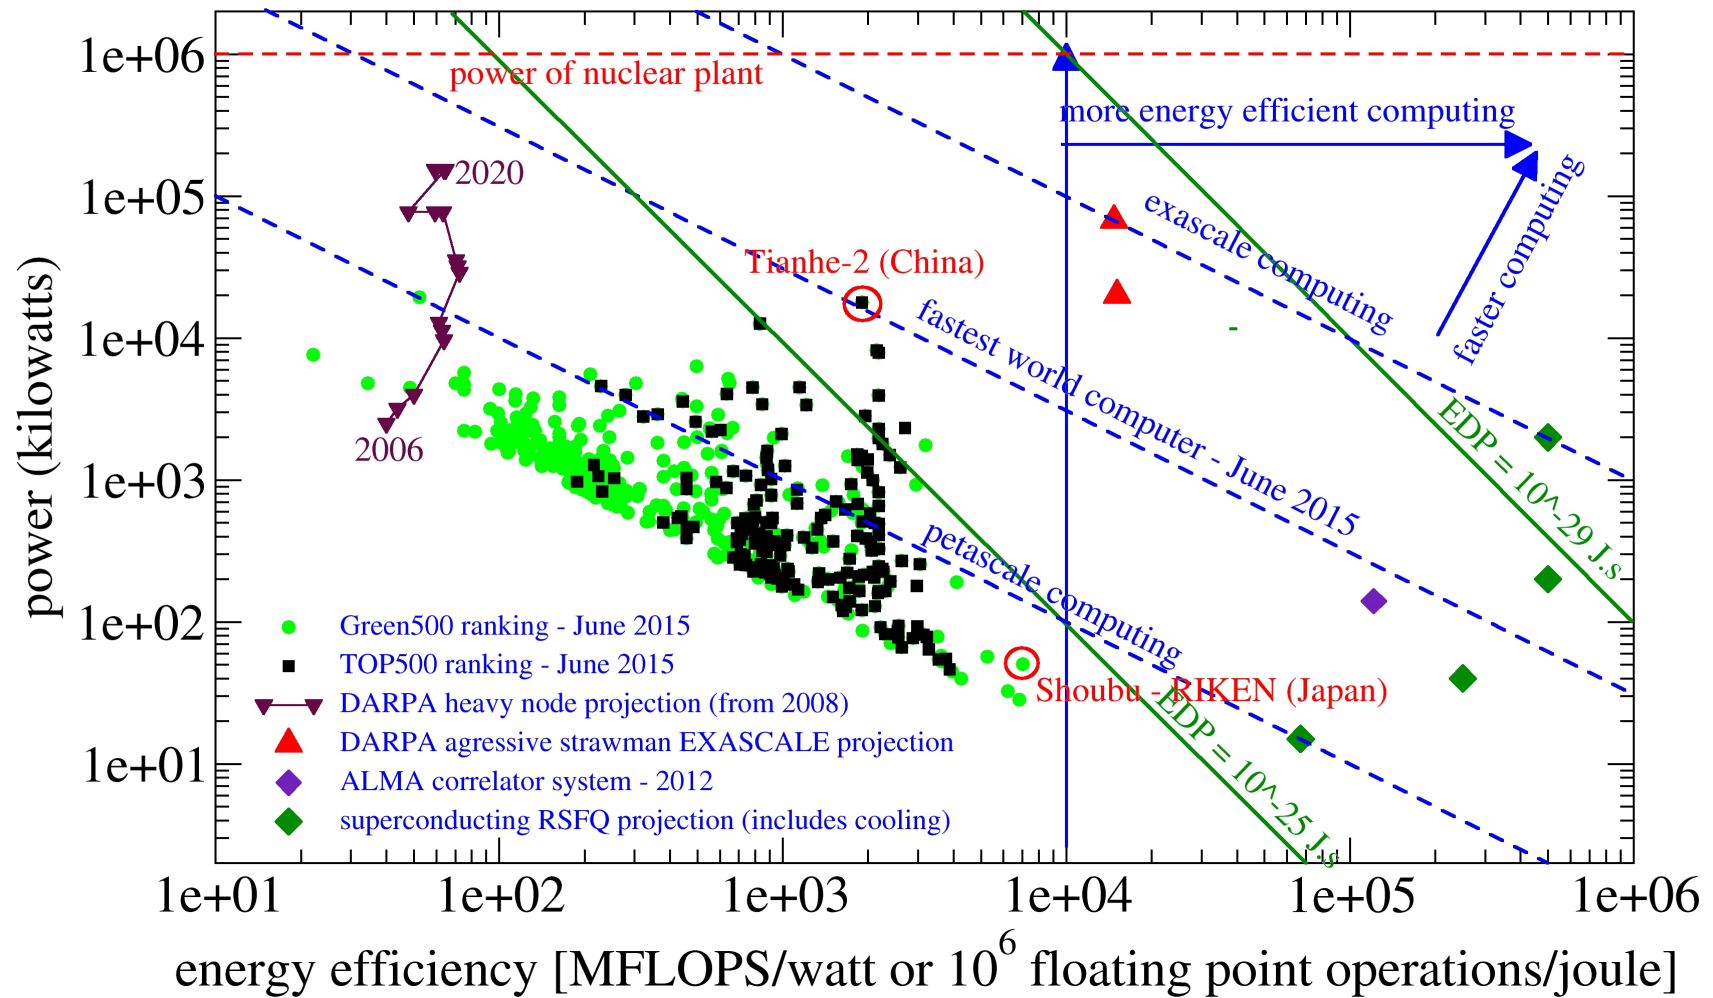 1e+06
power of nuclear plant
more energy efficient computing
2020
1e+05
exascale computing
faster computing
Tianhe-2 (China)
fastest world computer - June 2015
1e+04
2006
EDP = 10^-29 J.s
1e+03
petascale computing
power (kilowatts)
1e+02
Green500 ranking - June 2015
TOP500 ranking - June 2015
Shoubu - RIKEN (Japan)
DARPA heavy node projection (from 2008)
EDP = 10^-25 J.s
DARPA agressive strawman EXASCALE projection
1e+01
ALMA correlator system - 2012
superconducting RSFQ projection (includes cooling)
1e+01 1e+02 1e+03 1e+04 1e+05 1e+06
energy efficiency [MFLOPS/watt or 10⁶ floating point operations/joule]